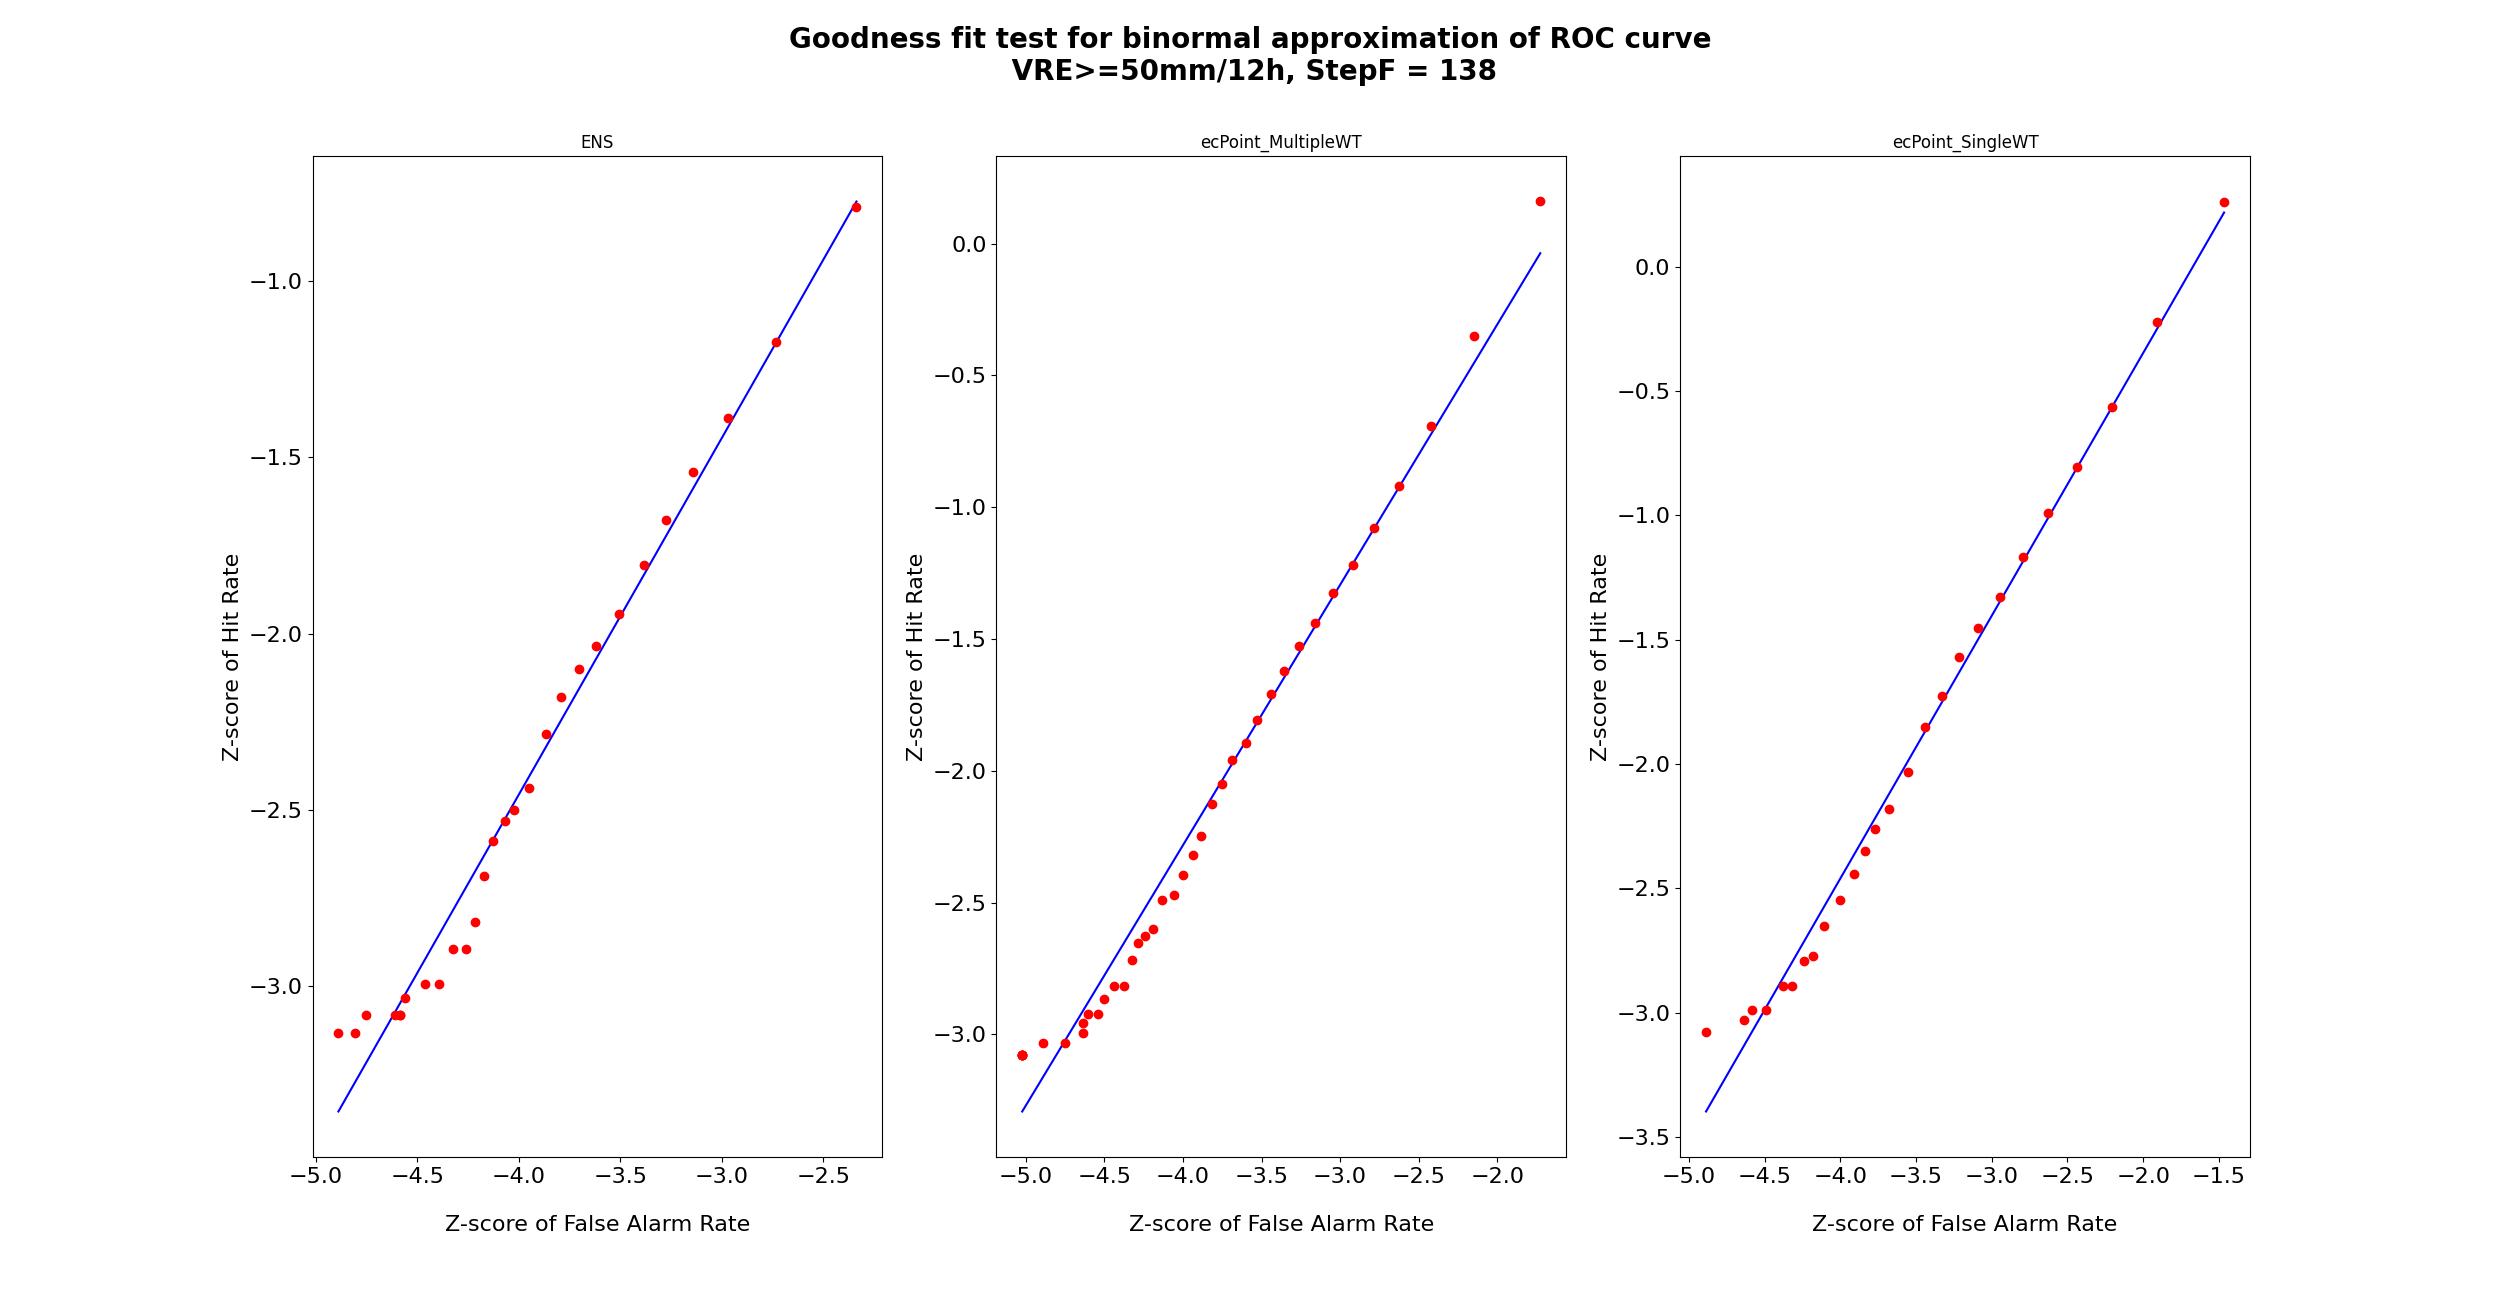 Goodness fit test for binormal approximation of ROC curve
VRE>=50mm/12h, StepF = 138
ENS
−1.0
−1.5
−2.0
−2.5
−3.0
Z-score of Hit Rate
−5.0 −4.5 −4.0 −3.5 −3.0 −2.5
Z-score of False Alarm Rate
ecPoint_MultipleWT
0.0
−0.5
−1.0
−1.5
−2.0
−2.5
−3.0
Z-score of Hit Rate
−5.0 −4.5 −4.0 −3.5 −3.0 −2.5 −2.0
Z-score of False Alarm Rate
ecPoint_SingleWT
0.0
−0.5
−1.0
−1.5
−2.0
−2.5
−3.0
−3.5
Z-score of Hit Rate
−5.0 −4.5 −4.0 −3.5 −3.0 −2.5 −2.0 −1.5
Z-score of False Alarm Rate